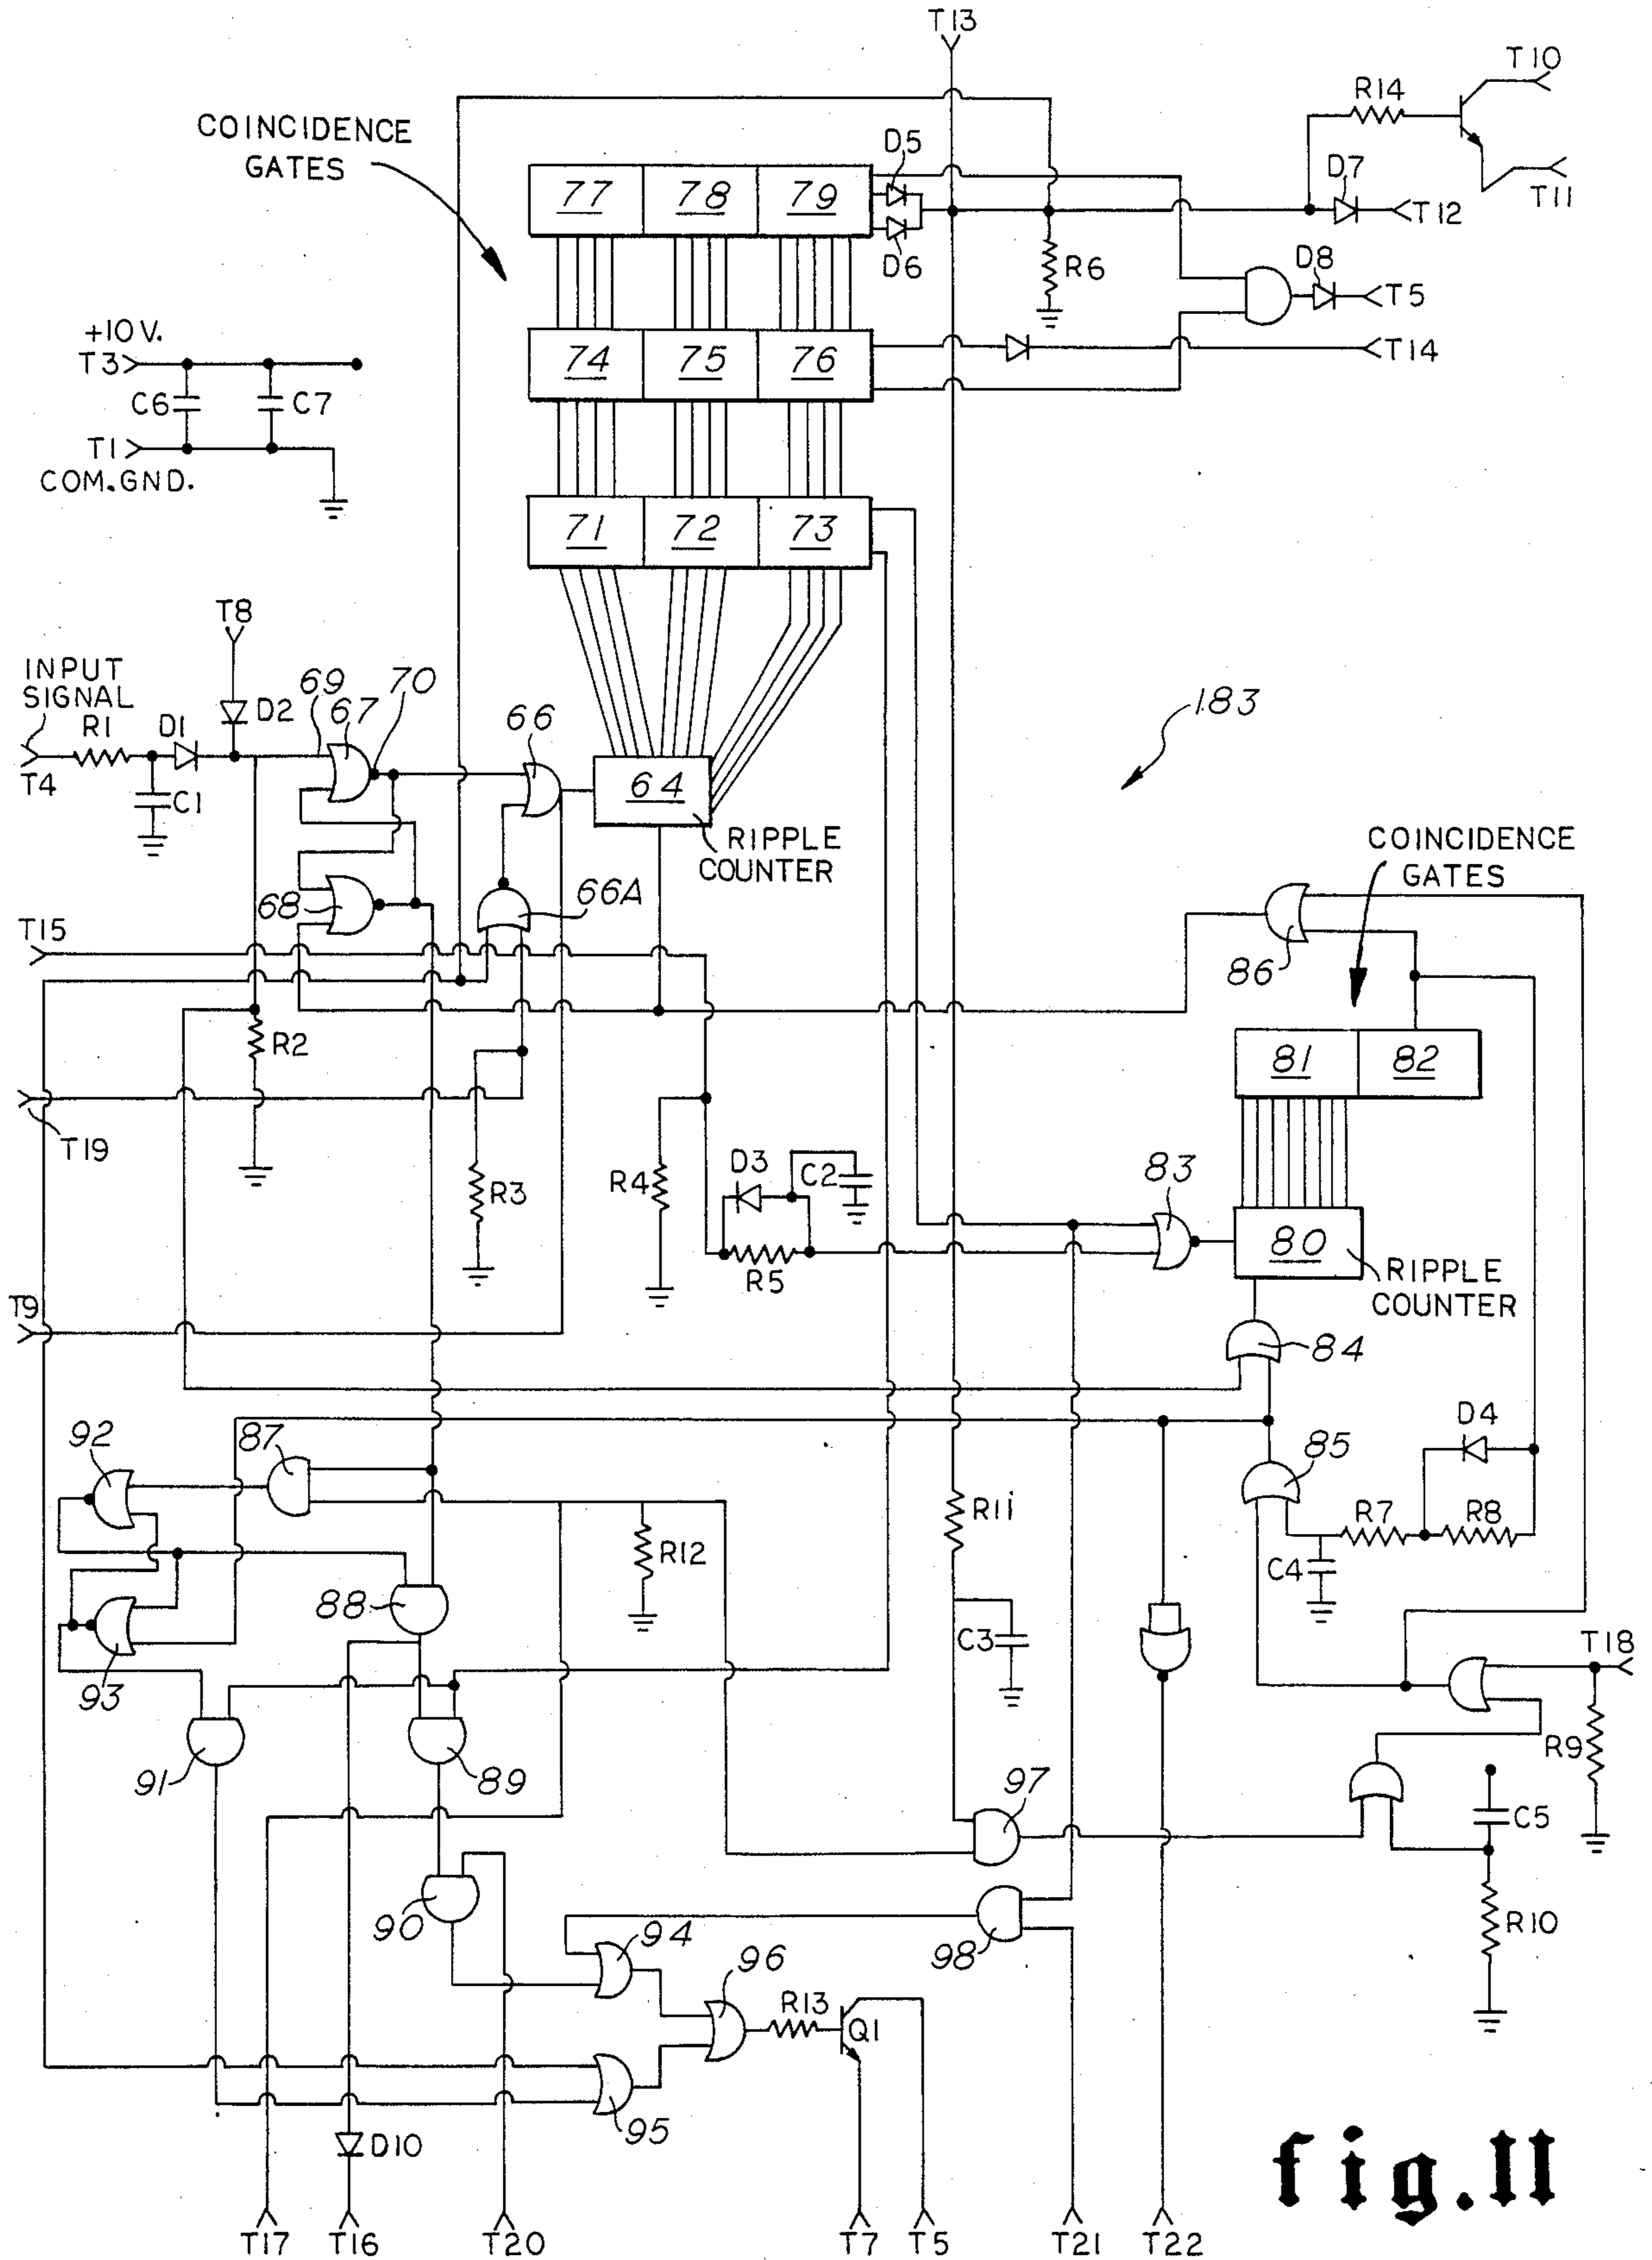 T13
T10
R14
COINCIDENCE
GATES
D5
D7
T11
77
78
79
T12
D6
R6
D8
T5
+10V.
T3
74
75
76
T14
C6
C7
T1
COM.GND.
71
72
73
T8
INPUT
SIGNAL
69
70
183
R1
D1
D2
67
66
T4
C1
64
RIPPLE
COUNTER
COINCIDENCE
GATES
68
66A
T15
86
R2
81
82
T19
R3
R4
D3
C2
83
R5
80
RIPPLE
COUNTER
T9
84
92
87
D4
85
R11
R7
R8
R12
C4
88
C3
T18
93
R9
91
89
97
C5
90
94
98
R10
96
R13
Q1
95
D10
fig.11
T17
T16
T20
T7
T5
T21
T22